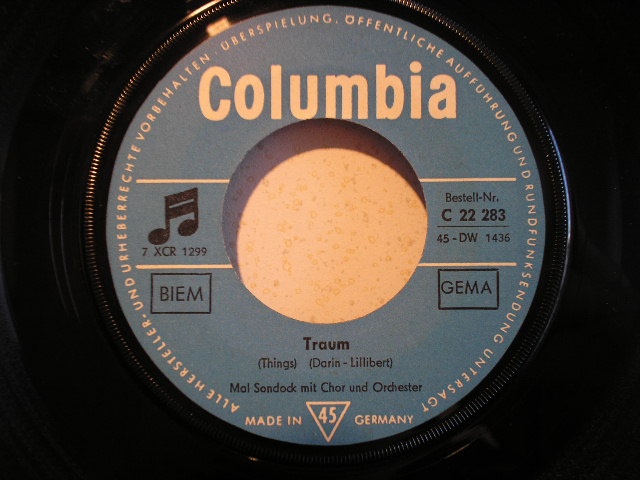 ALLE HERSTELLER- UND URHEBERRECHTE VORBEHALTEN. ÜBERSPIELUNG, ÖFFENTLICHE AUFFÜHRUNG UND RUNDFUNKSENDUNG UNTERSAGT
Columbia
Bestell-Nr.
C 22 283
7 XCR 1299
45-DW 1436
BIEM
GEMA
Traum
(Things) (Darin - Lillibert)
Mal Sondock mit Chor und Orchester
MADE IN 45 GERMANY